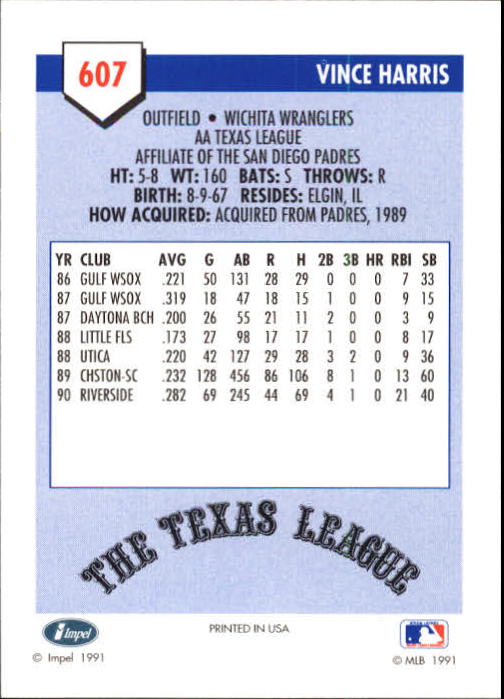 607
VINCE HARRIS
OUTFIELD • WICHITA WRANGLERS
AA TEXAS LEAGUE
AFFILIATE OF THE SAN DIEGO PADRES
HT: 5-8 WT: 160 BATS: S THROWS: R
BIRTH: 8-9-67 RESIDES: ELGIN, IL
HOW ACQUIRED: ACQUIRED FROM PADRES, 1989
YR CLUB AVG G AB R H 2B 3B HR RBI SB
86 GULF WSOX .221 50 131 28 29 0 0 0 7 33
87 GULF WSOX .319 18 47 18 15 1 0 0 9 15
87 DAYTONA BCH .200 26 55 21 11 2 0 0 3 9
88 LITTLE FLS .173 27 98 17 17 1 0 0 8 17
88 UTICA .220 42 127 29 28 3 2 0 9 36
89 CHSTON-SC .232 128 456 86 106 8 1 0 13 60
90 RIVERSIDE .282 69 245 44 69 4 1 0 21 40
THE TEXAS LEAGUE
Impel
PRINTED IN USA
© Impel 1991
© MLB 1991